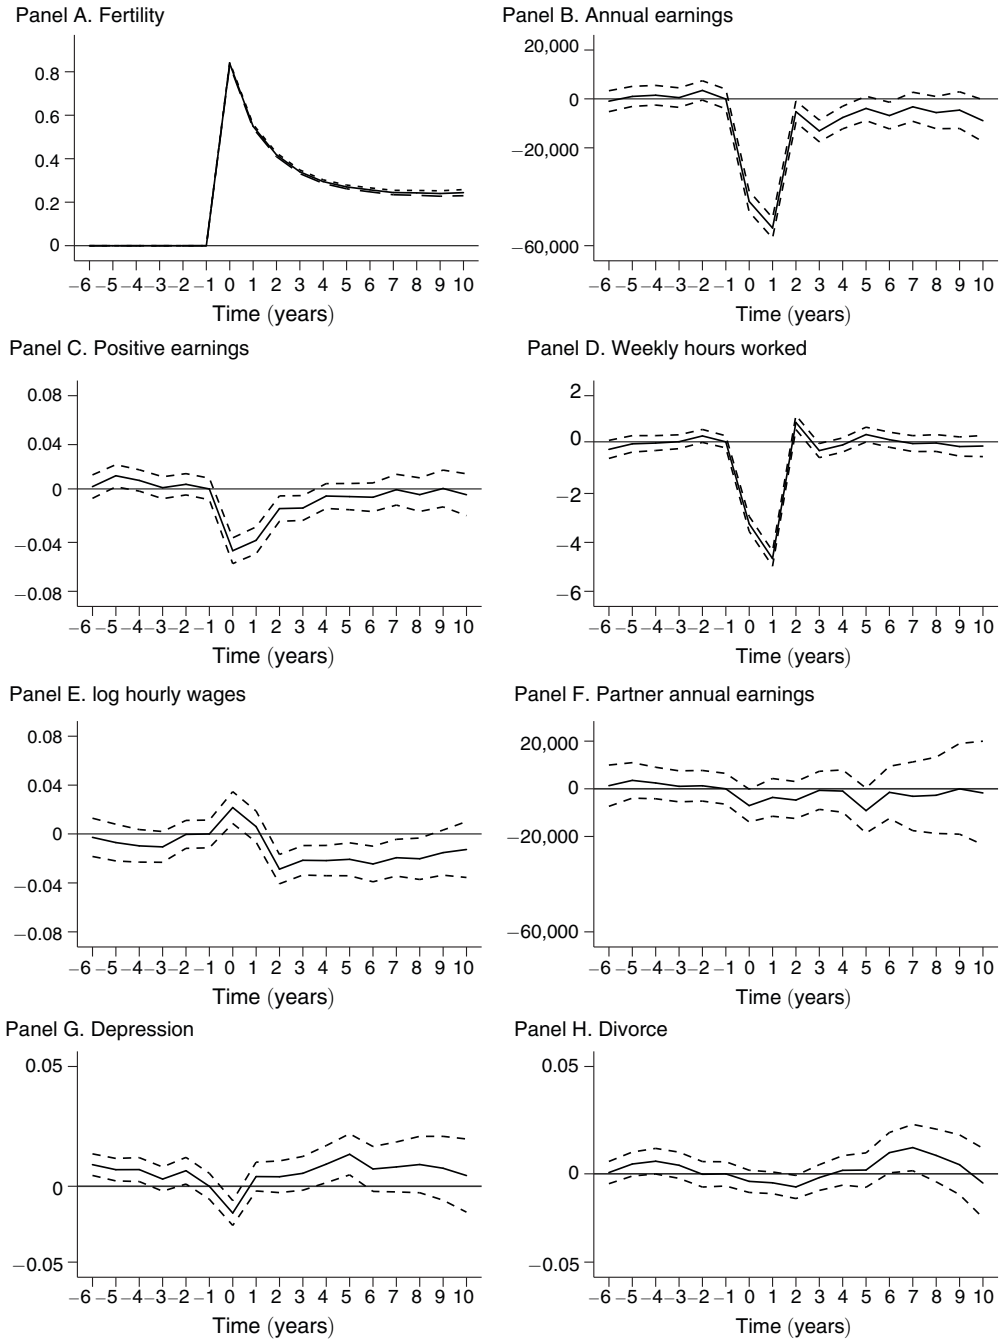 Panel A. Fertility
0.8
0.6
0.4
0.2
0
−6 −5 −4 −3 −2 −1 0 1 2 3 4 5 6 7 8 9 10
Time (years)
Panel B. Annual earnings
20,000
0
−20,000
−60,000
−6 −5 −4 −3 −2 −1 0 1 2 3 4 5 6 7 8 9 10
Time (years)
Panel C. Positive earnings
0.08
0.04
0
−0.04
−0.08
−6 −5 −4 −3 −2 −1 0 1 2 3 4 5 6 7 8 9 10
Time (years)
Panel D. Weekly hours worked
2
0
−2
−4
−6
−6 −5 −4 −3 −2 −1 0 1 2 3 4 5 6 7 8 9 10
Time (years)
Panel E. log hourly wages
0.08
0.04
0
−0.04
−0.08
−6 −5 −4 −3 −2 −1 0 1 2 3 4 5 6 7 8 9 10
Time (years)
Panel F. Partner annual earnings
20,000
0
−20,000
−60,000
−6 −5 −4 −3 −2 −1 0 1 2 3 4 5 6 7 8 9 10
Time (years)
Panel G. Depression
0.05
0
−0.05
−6 −5 −4 −3 −2 −1 0 1 2 3 4 5 6 7 8 9 10
Time (years)
Panel H. Divorce
0.05
0
−0.05
−6 −5 −4 −3 −2 −1 0 1 2 3 4 5 6 7 8 9 10
Time (years)